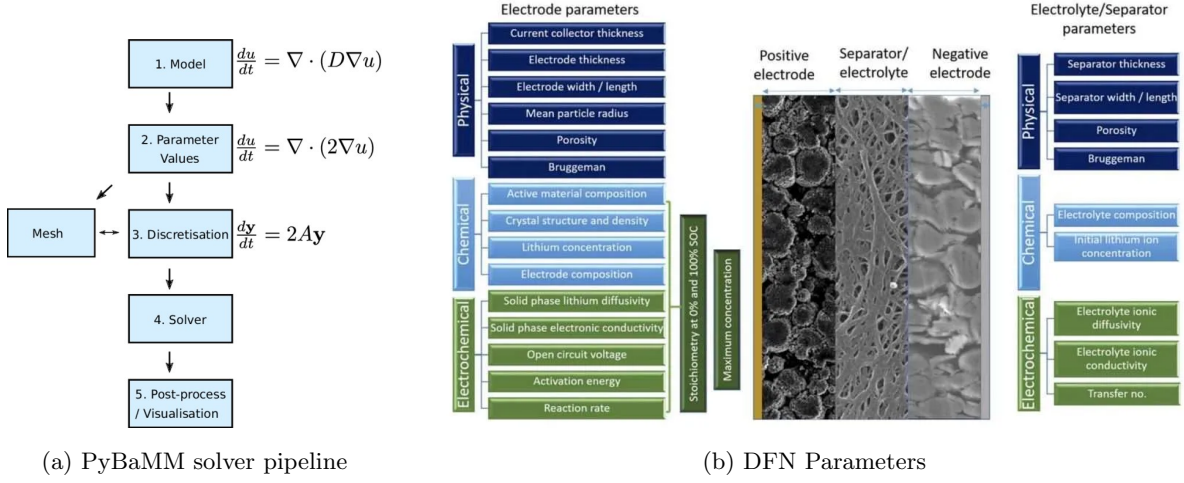 1. Model
du/dt = ∇ · (D∇u)
2. Parameter
Values
du/dt = ∇ · (2∇u)
Mesh
3. Discretisation
dy/dt = 2Ay
4. Solver
5. Post-process
/ Visualisation
(a) PyBaMM solver pipeline
Electrode parameters
Physical
Current collector thickness
Electrode thickness
Electrode width / length
Mean particle radius
Porosity
Bruggeman
Chemical
Active material composition
Crystal structure and density
Lithium concentration
Electrode composition
Electrochemical
Solid phase lithium diffusivity
Solid phase electronic conductivity
Open circuit voltage
Activation energy
Reaction rate
Stoichiometry at 0% and 100% SOC
Maximum concentration
Positive
electrode
Separator/
electrolyte
Negative
electrode
Electrolyte/Separator
parameters
Physical
Separator thickness
Separator width / length
Porosity
Bruggeman
Chemical
Electrolyte composition
Initial lithium ion
concentration
Electrochemical
Electrolyte ionic
diffusivity
Electrolyte ionic
conductivity
Transfer no.
(b) DFN Parameters